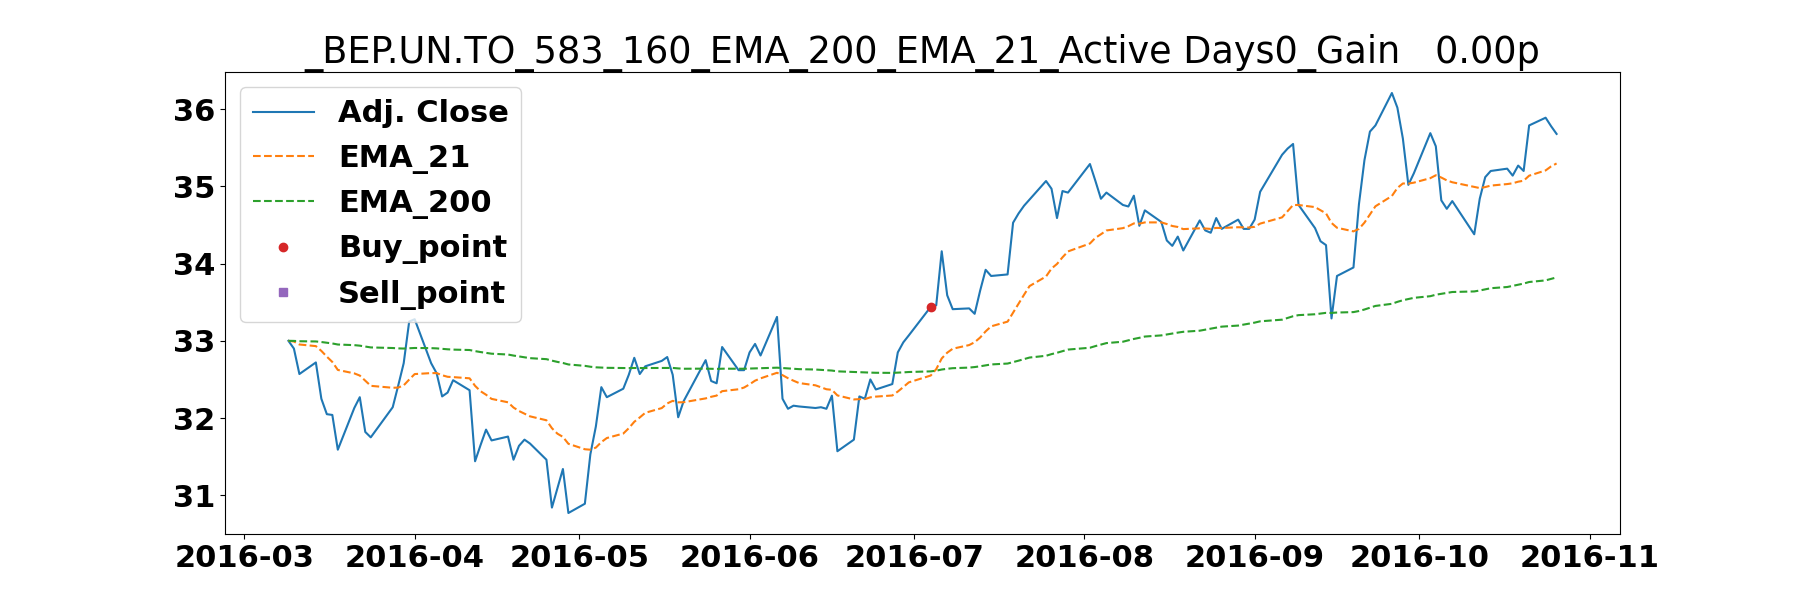 _BEP.UN.TO_583_160_EMA_200_EMA_21_Active Days0_Gain   0.00p
Adj. Close
EMA_21
EMA_200
Buy_point
Sell_point
36
35
34
33
32
31
2016-03 2016-04 2016-05 2016-06 2016-07 2016-08 2016-09 2016-10 2016-11